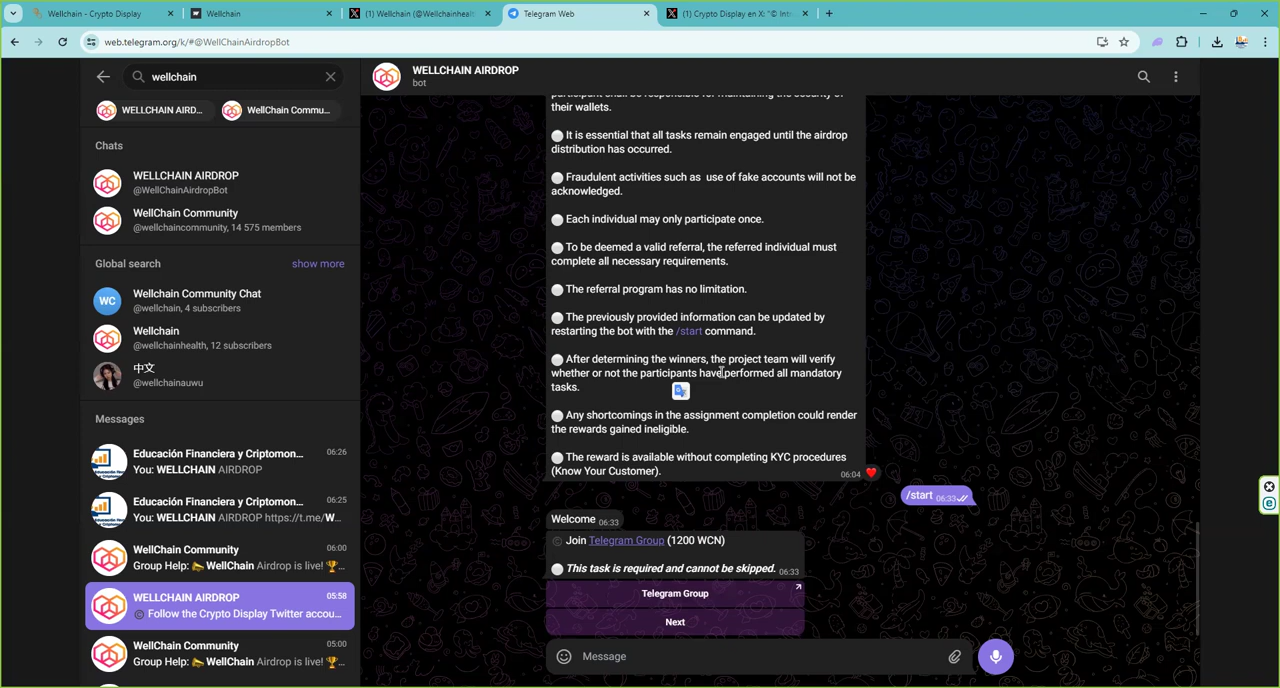 Wellchain - Crypto Display
Wellchain
(1) Wellchain (@Wellchainhealt
Telegram Web
(1) Crypto Display en X: "© Intr
web.telegram.org/k/#@WellChainAirdropBot
wellchain
WELLCHAIN AIRD...
WellChain Commu...
Chats
WELLCHAIN AIRDROP
@WellChainAirdropBot
WellChain Community
@wellchaincommunity, 14 575 members
Global search
show more
WC
Wellchain Community Chat
@wellchain, 4 subscribers
Wellchain
@wellchainhealth, 12 subscribers
中文
@wellchainauwu
Messages
Educación Financiera y Criptomon...
06:26
You: WELLCHAIN AIRDROP
Educación Financiera y Criptomon...
06:25
You: WELLCHAIN AIRDROP https://t.me/W...
WellChain Community
06:00
Group Help: 📣 WellChain Airdrop is live! 🏆...
WELLCHAIN AIRDROP
05:58
© Follow the Crypto Display Twitter accou...
WellChain Community
05:00
Group Help: 📣 WellChain Airdrop is live! 🏆...
WELLCHAIN AIRDROP
bot
participant shall be responsible for maintaining the security of
their wallets.
It is essential that all tasks remain engaged until the airdrop
distribution has occurred.
Fraudulent activities such as use of fake accounts will not be
acknowledged.
Each individual may only participate once.
To be deemed a valid referral, the referred individual must
complete all necessary requirements.
The referral program has no limitation.
The previously provided information can be updated by
restarting the bot with the /start command.
After determining the winners, the project team will verify
whether or not the participants have performed all mandatory
tasks.
Any shortcomings in the assignment completion could render
the rewards gained ineligible.
The reward is available without completing KYC procedures
(Know Your Customer).
06:04
/start 06:33
Welcome 06:33
© Join Telegram Group (1200 WCN)
This task is required and cannot be skipped. 06:33
Telegram Group
Next
Message